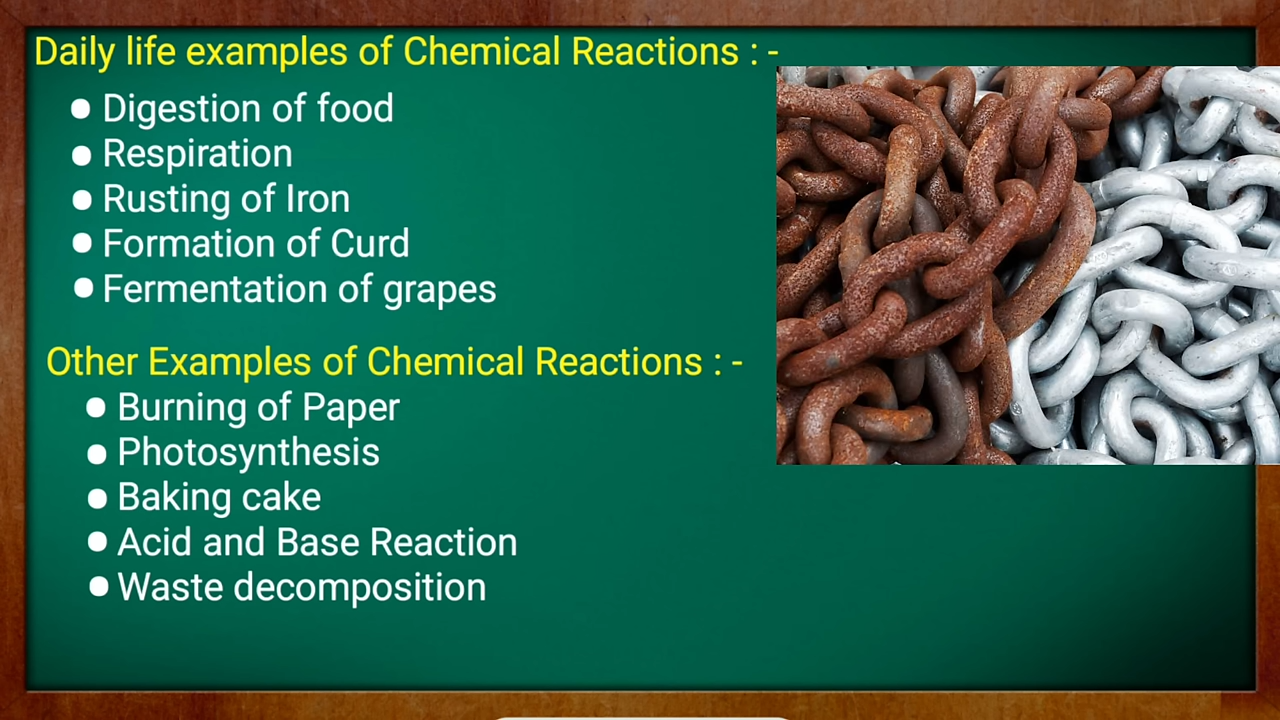 Daily life examples of Chemical Reactions : -
● Digestion of food
● Respiration
● Rusting of Iron
● Formation of Curd
● Fermentation of grapes
Other Examples of Chemical Reactions : -
● Burning of Paper
● Photosynthesis
● Baking cake
● Acid and Base Reaction
● Waste decomposition